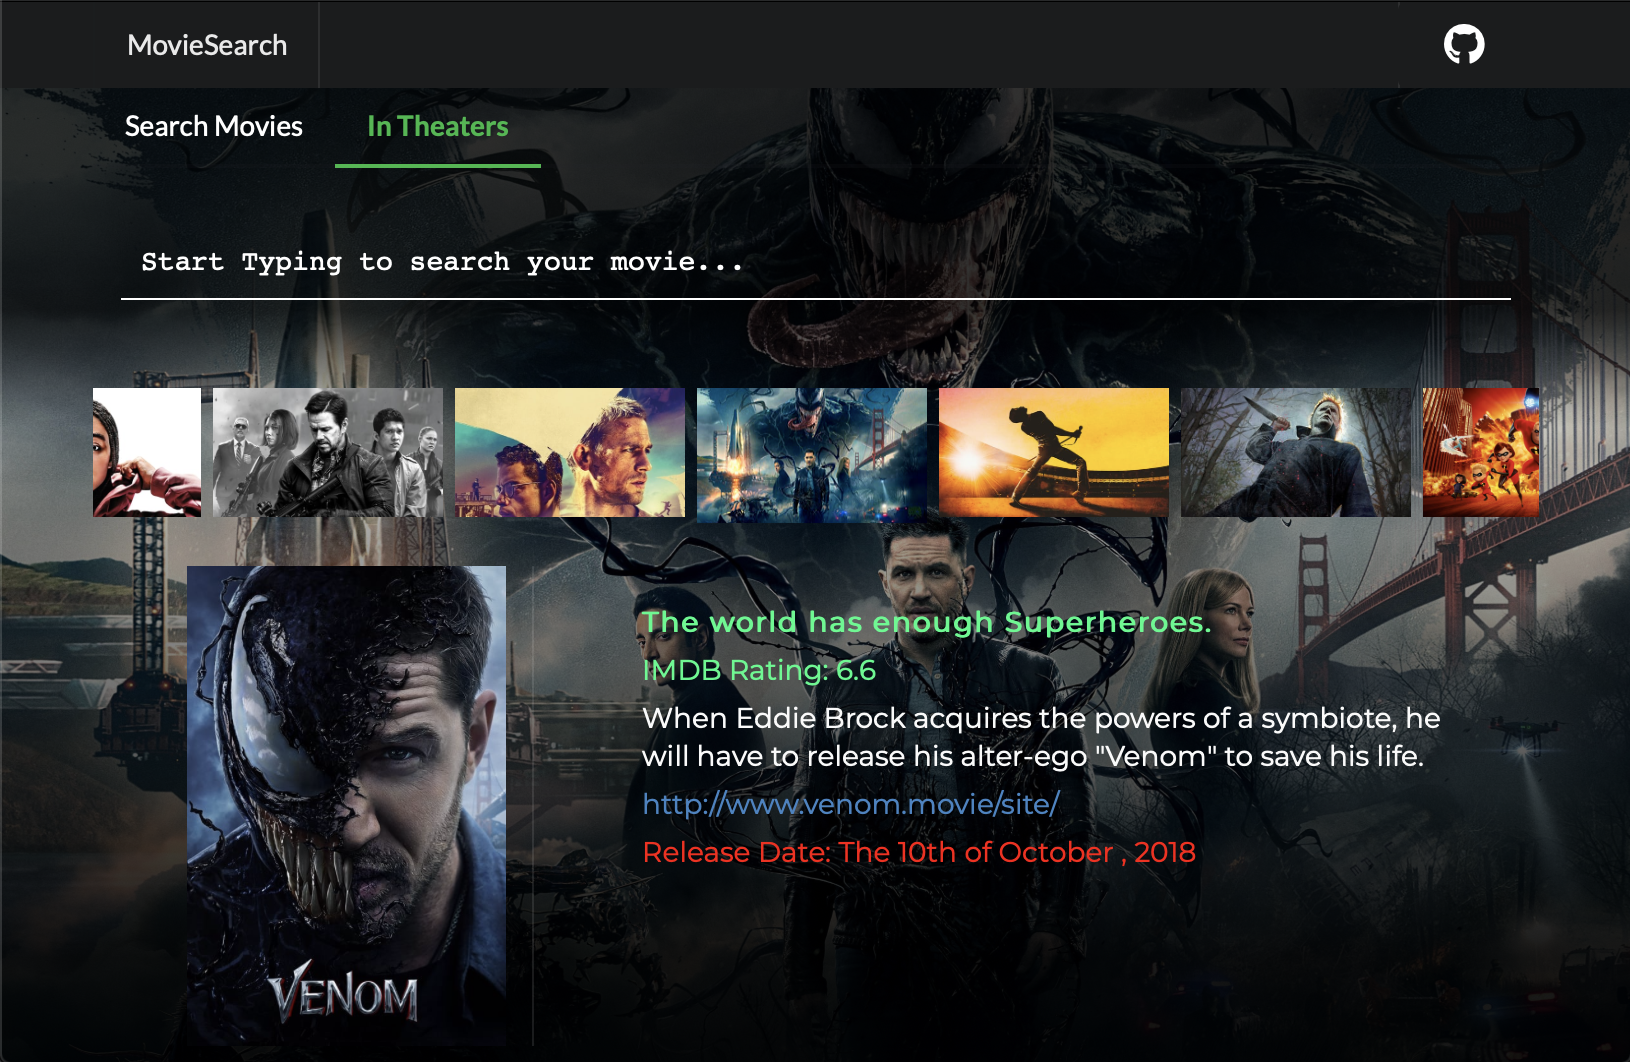 MovieSearch
Search Movies
In Theaters
Start Typing to search your movie...
The world has enough Superheroes.
IMDB Rating: 6.6
When Eddie Brock acquires the powers of a symbiote, he
will have to release his alter-ego "Venom" to save his life.
http://www.venom.movie/site/
Release Date: The 10th of October , 2018
VENOM